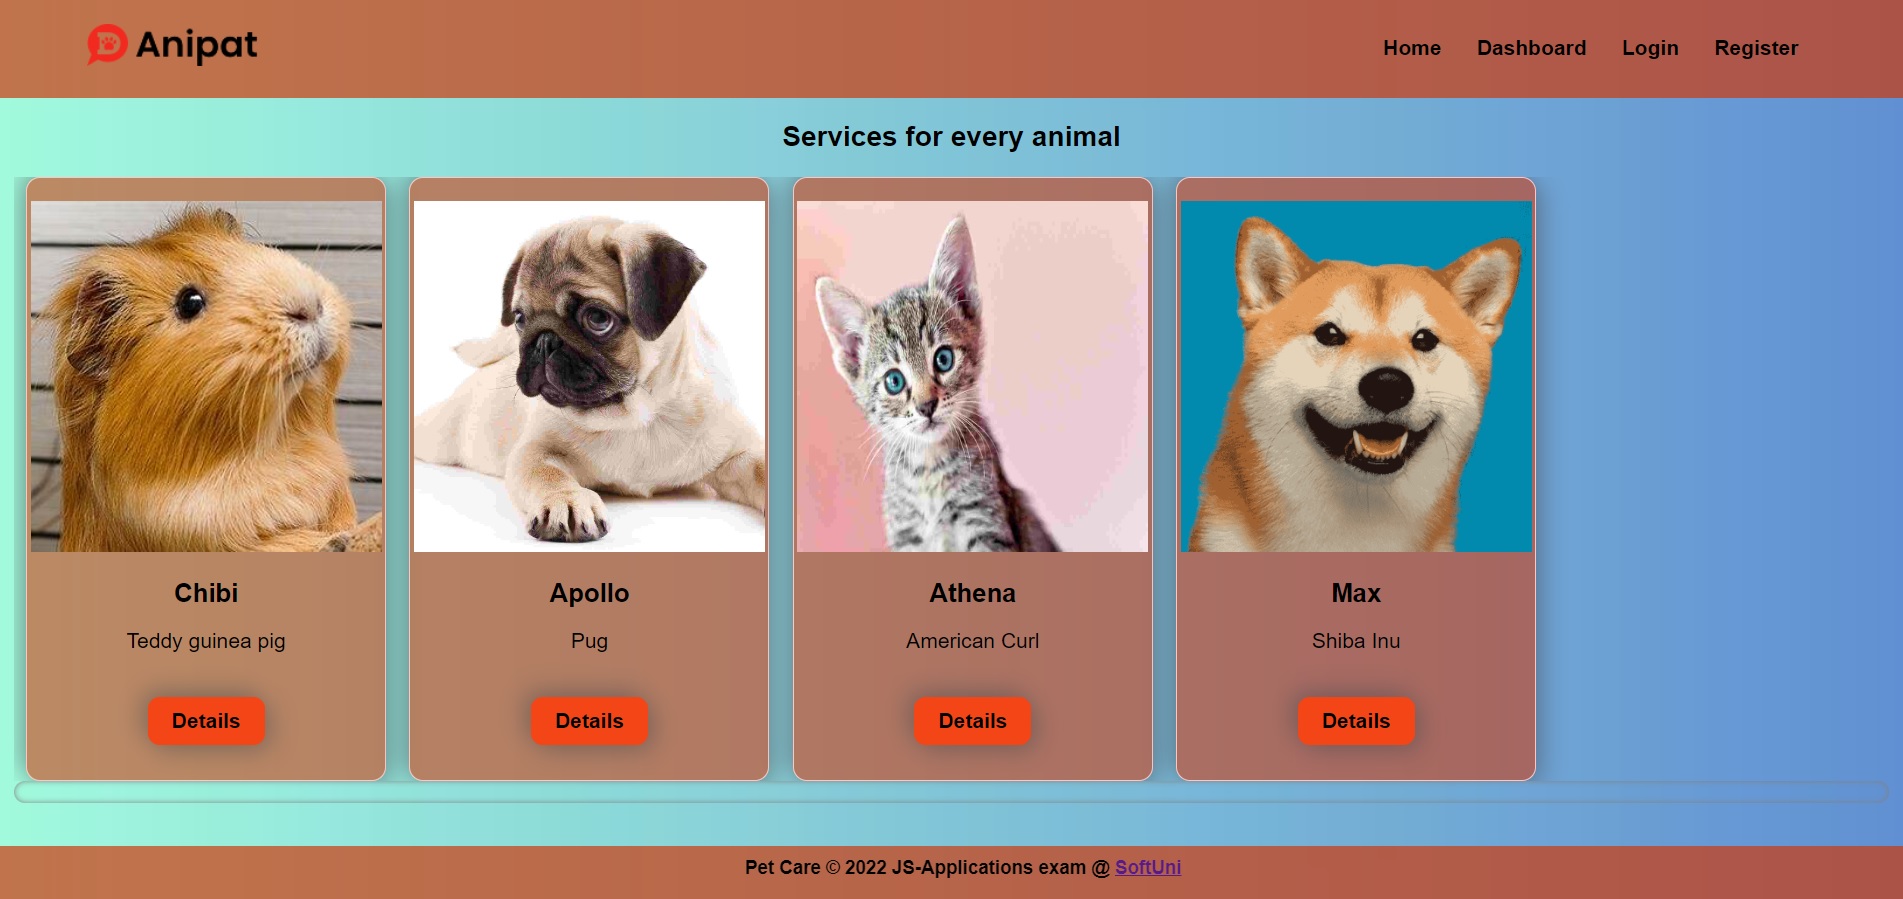 Anipat
Home Dashboard Login Register
Services for every animal
Chibi
Teddy guinea pig
Details
Apollo
Pug
Details
Athena
American Curl
Details
Max
Shiba Inu
Details
Pet Care © 2022 JS-Applications exam @ SoftUni